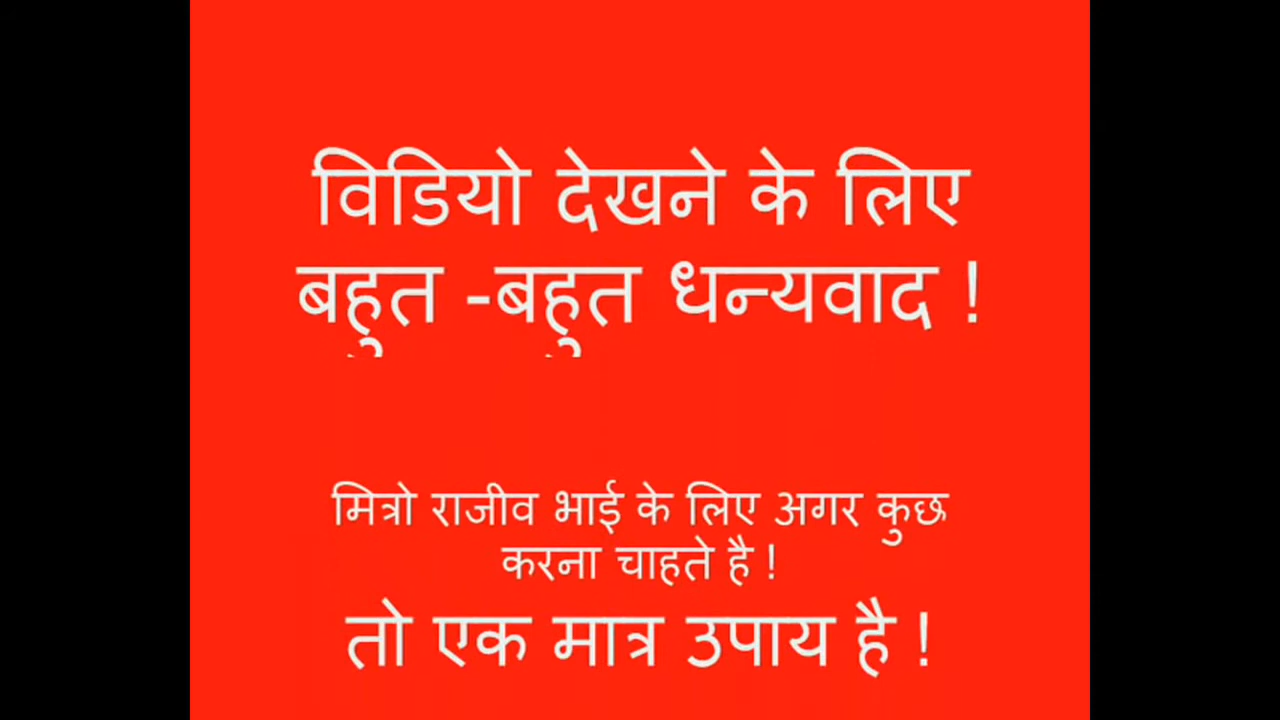 विडियो देखने के लिए
बहुत -बहुत धन्यवाद !
मित्रो राजीव भाई के लिए अगर कुछ
करना चाहते है !
तो एक मात्र उपाय है !